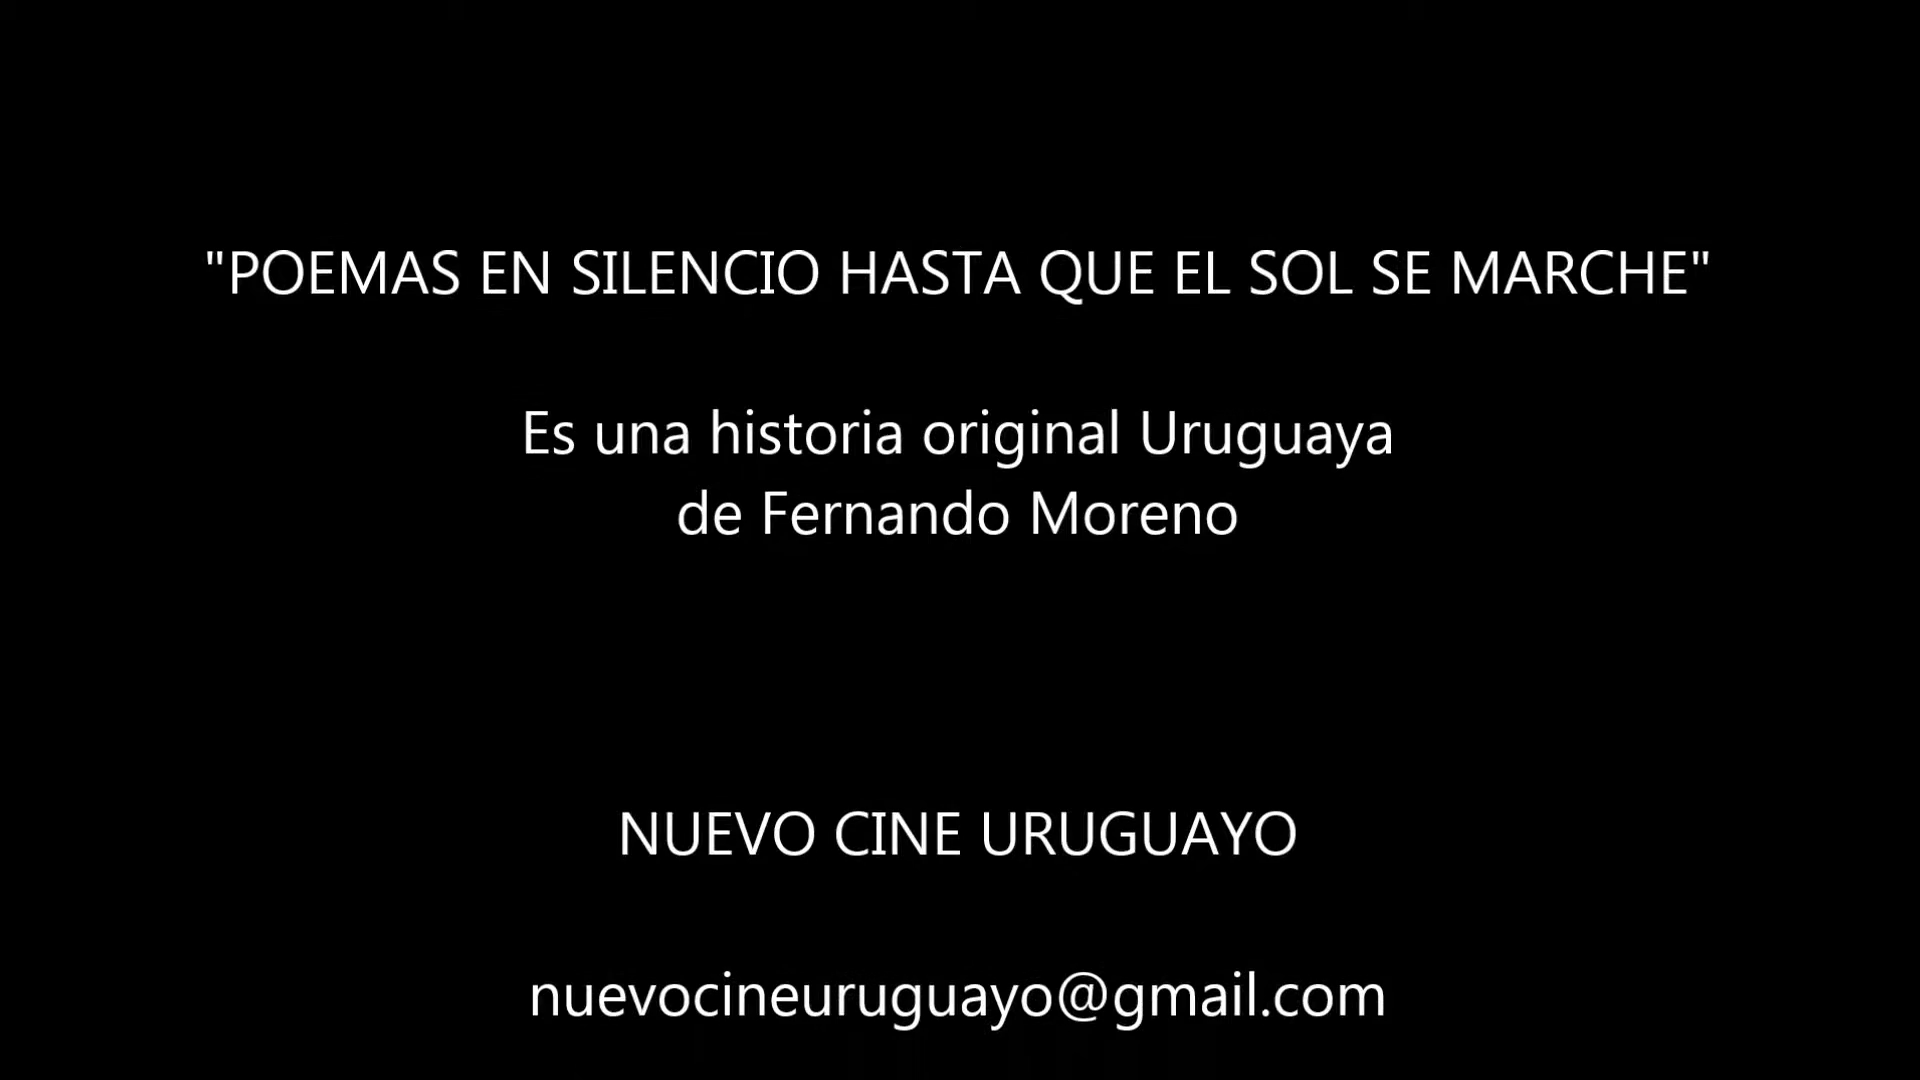 "POEMAS EN SILENCIO HASTA QUE EL SOL SE MARCHE"
Es una historia original Uruguaya
de Fernando Moreno
NUEVO CINE URUGUAYO
nuevocineuruguayo@gmail.com